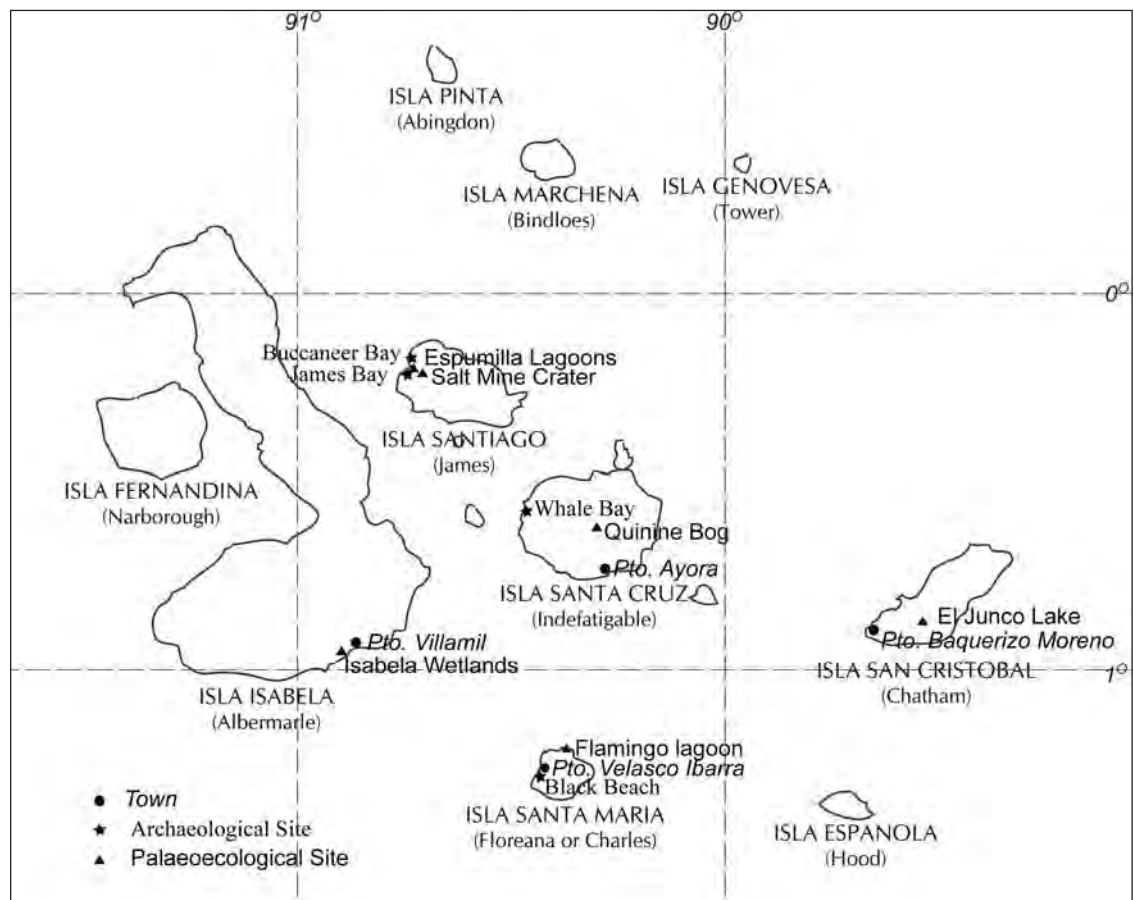 91°
90°
ISLA PINTA
(Abingdon)
ISLA MARCHENA
(Bindloes)
ISLA GENOVESA
(Tower)
0°
Buccaneer Bay
Espumilla Lagoons
James Bay
Salt Mine Crater
ISLA SANTIAGO
(James)
ISLA FERNANDINA
(Narborough)
Whale Bay
Quinine Bog
Pto. Ayora
ISLA SANTA CRUZ
(Indefatigable)
El Junco Lake
Pto. Baquerizo Moreno
ISLA SAN CRISTOBAL
(Chatham)
1°
Pto. Villamil
Isabela Wetlands
ISLA ISABELA
(Albermarle)
Flamingo lagoon
Pto. Velasco Ibarra
Black Beach
ISLA SANTA MARIA
(Floreana or Charles)
ISLA ESPANOLA
(Hood)
Town
Archaeological Site
Palaeoecological Site